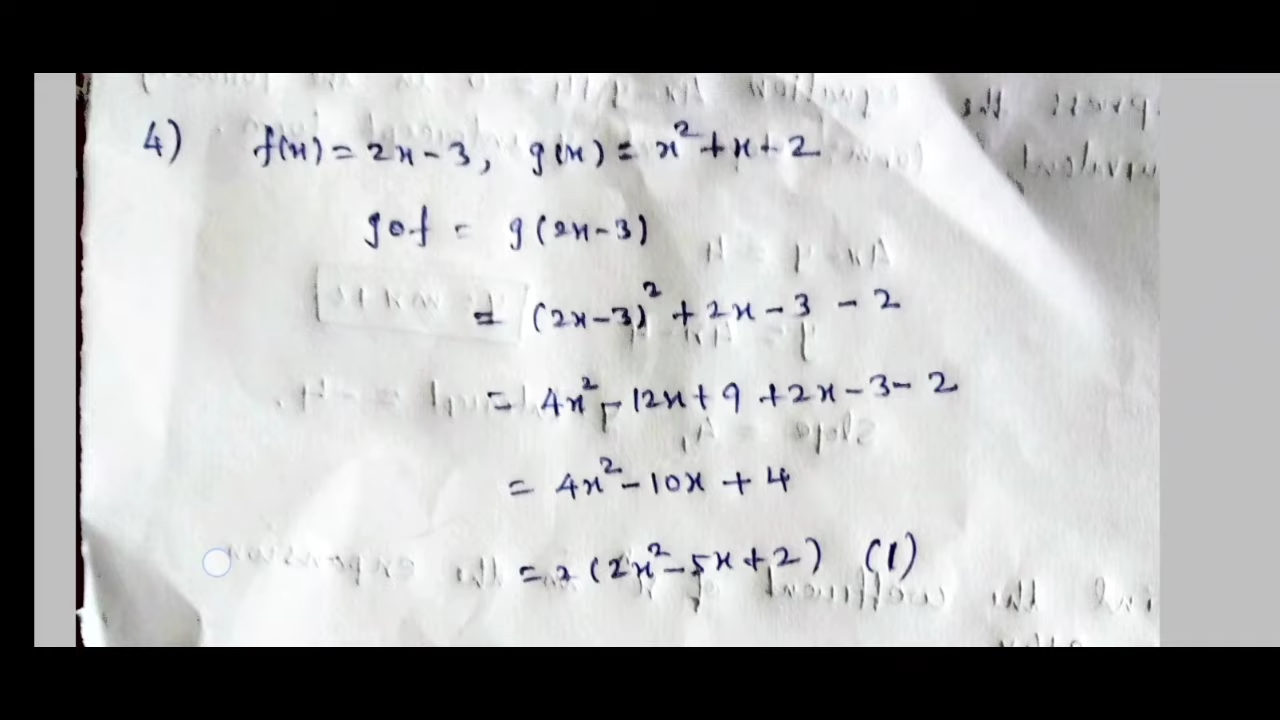 4) f(x) = 2x - 3, g(x) = x² + x + 2
gof = g(2x-3)
= (2x-3)² + 2x - 3 - 2
= 4x² - 12x + 9 + 2x - 3 - 2
= 4x² - 10x + 4
= 2(2x² - 5x + 2) (1)